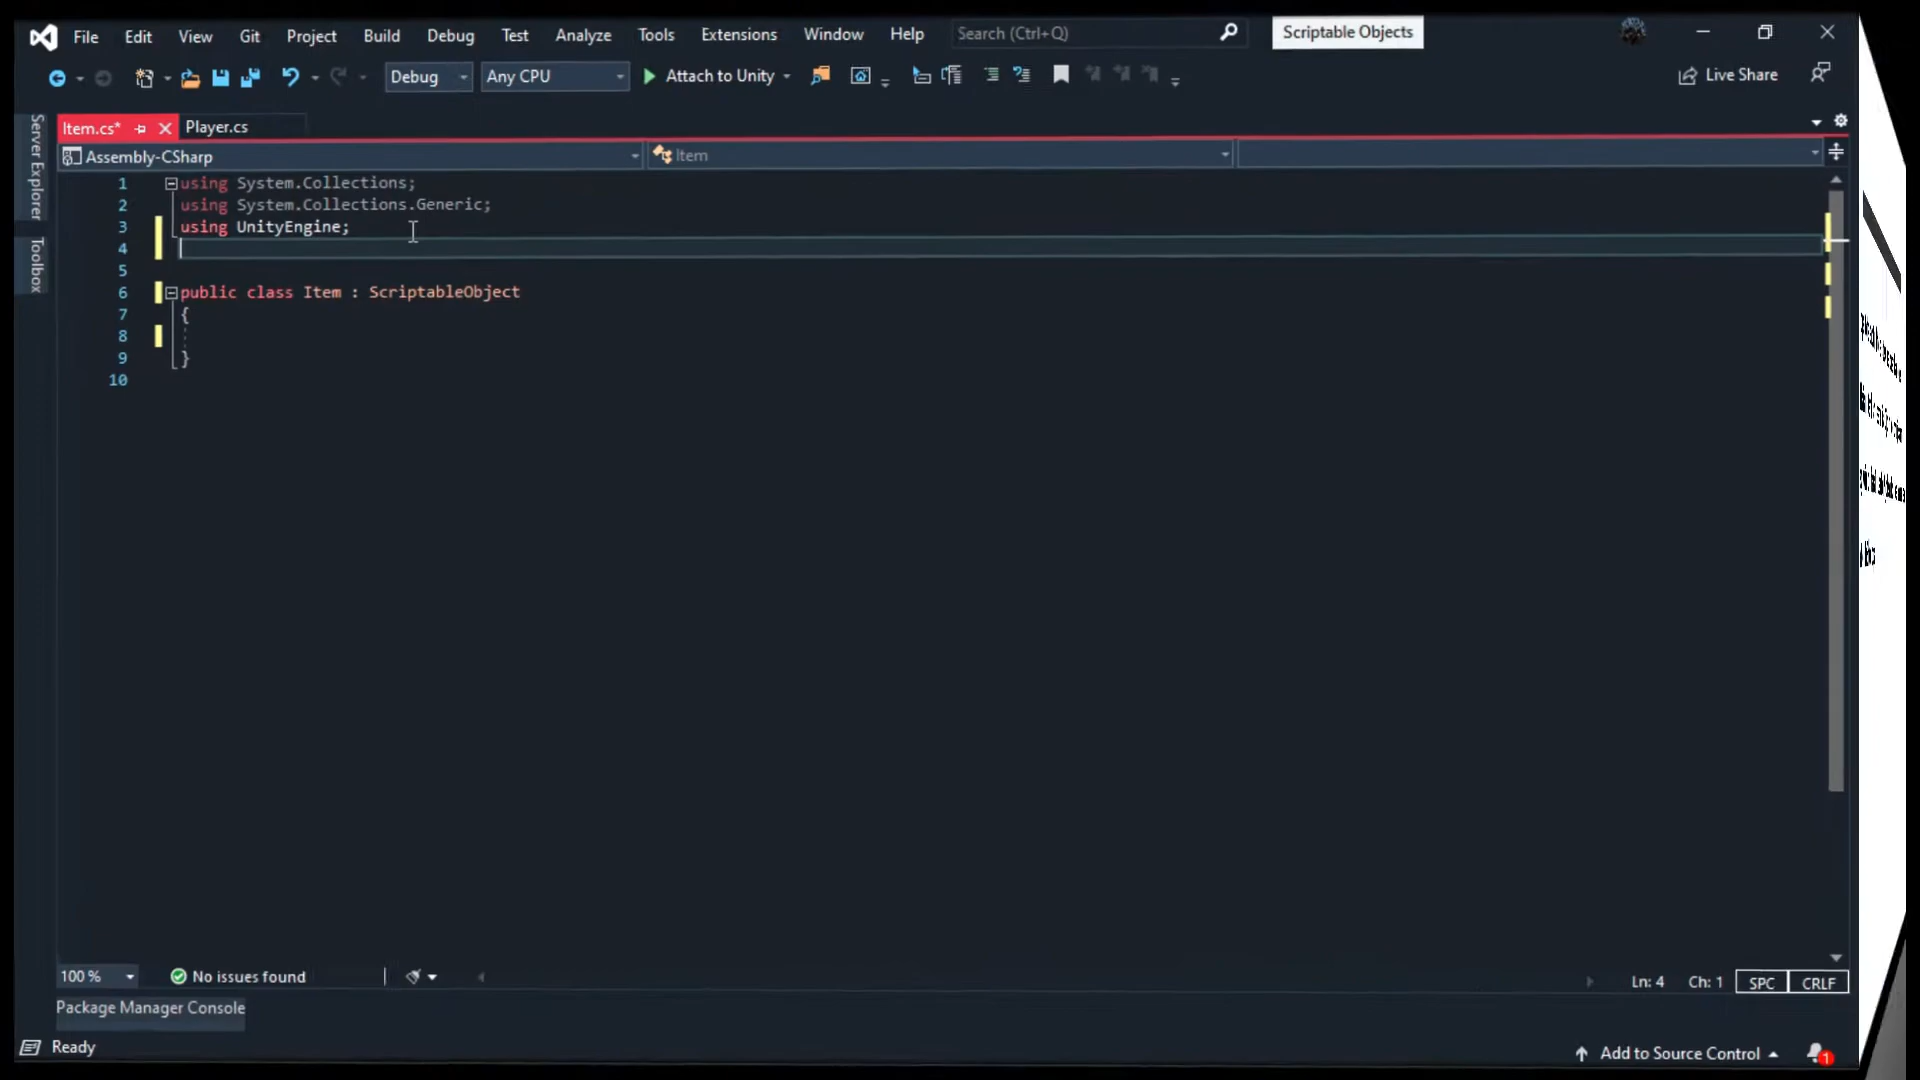 File Edit View Git Project Build Debug Test Analyze Tools Extensions Window Help Search (Ctrl+Q) Scriptable Objects
Debug Any CPU Attach to Unity Live Share
Item.cs* Player.cs
Server Explorer
Toolbox
Assembly-CSharp Item
1 using System.Collections;
2 using System.Collections.Generic;
3 using UnityEngine;
4
5
6 public class Item : ScriptableObject
7 {
8
9 }
10
100 % No issues found Ln: 4 Ch: 1 SPC CRLF
Package Manager Console
Ready Add to Source Control 1